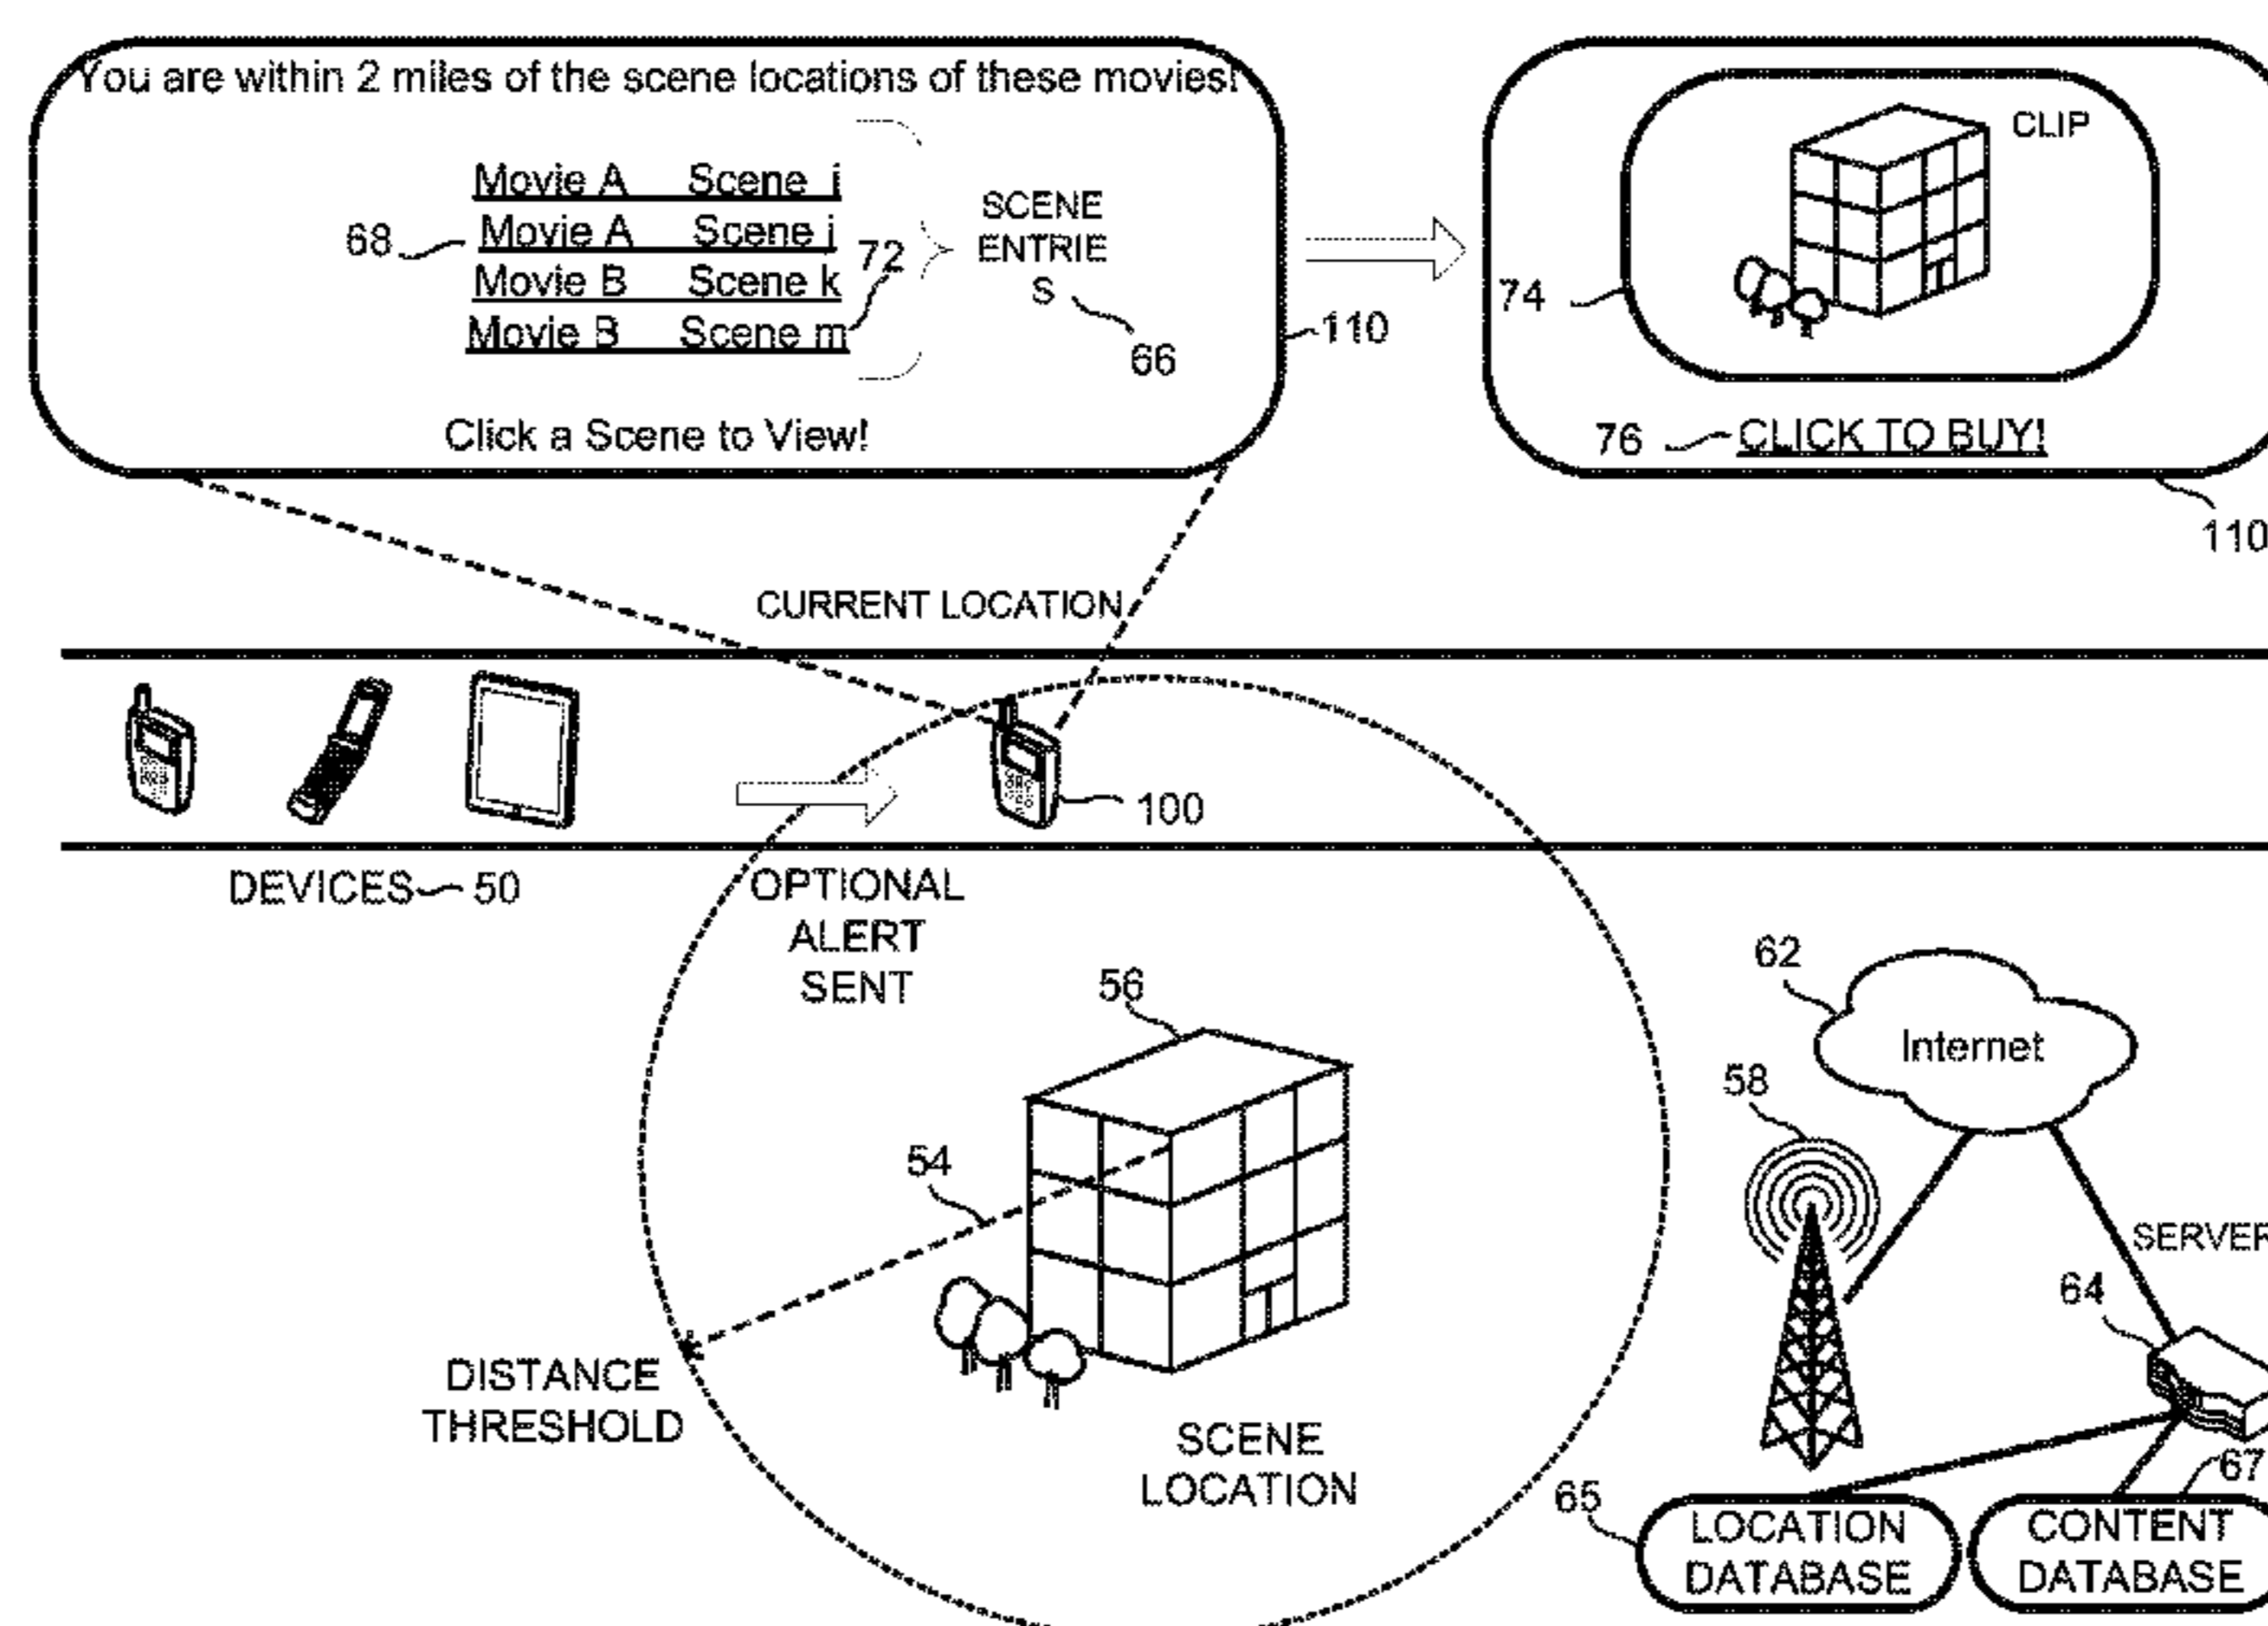 You are within 2 miles of the scene locations of these movies!
Movie A Scene i
68 Movie A Scene j
Movie B Scene k
Movie B Scene m
72
SCENE
ENTRIE
S
66
110
Click a Scene to View!
CLIP
74
76 CLICK TO BUY!
110
CURRENT LOCATION
100
DEVICES 50
OPTIONAL
ALERT
SENT
56
54
DISTANCE
THRESHOLD
SCENE
LOCATION
62
Internet
58
SERVER
64
67
65
LOCATION
DATABASE
CONTENT
DATABASE